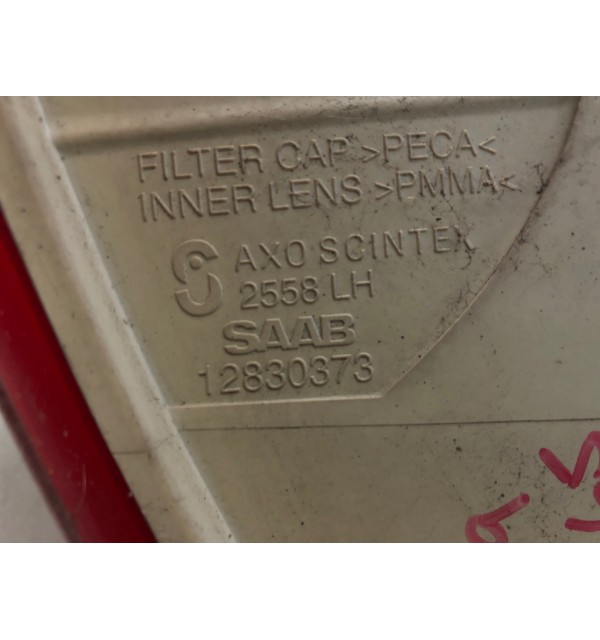 FILTER CAP >PECA<
INNER LENS >PMMA<
AXO SCINTEX
2558 LH
SAAB
12830373